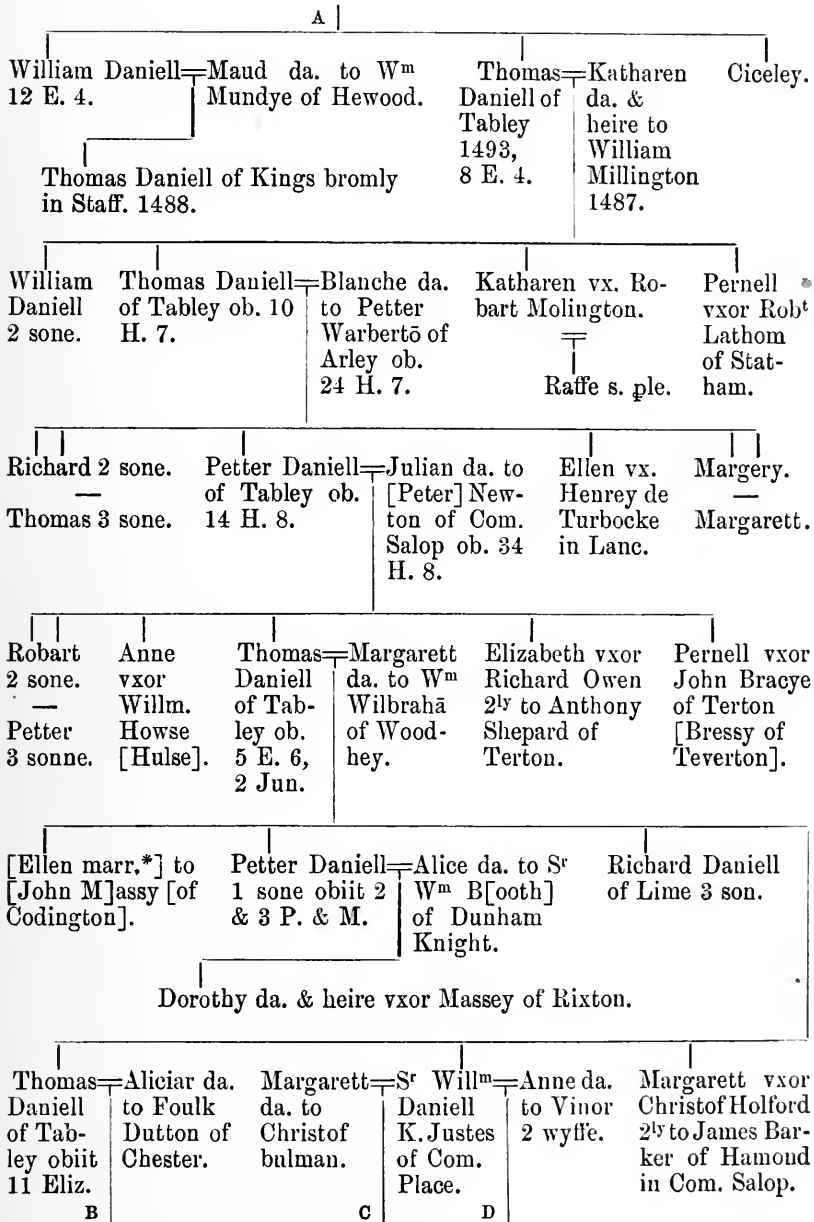 A
William Daniell
12 E. 4.
Maud da. to Wᵐ
Mundye of Hewood.
Thomas
Daniell of
Tabley
1493,
8 E. 4.
Katharen
da. &
heire to
William
Millington
1487.
Ciceley.
Thomas Daniell of Kings bromly
in Staff. 1488.
William
Daniell
2 sone.
Thomas Daniell
of Tabley ob. 10
H. 7.
Blanche da.
to Petter
Warbertō of
Arley ob.
24 H. 7.
Katharen vx. Ro-
bart Molington.
Raffe s. ꝑle.
Pernell
vxor Robᵗ
Lathom
of Stat-
ham.
Richard 2 sone.
—
Thomas 3 sone.
Petter Daniell
of Tabley ob.
14 H. 8.
Julian da. to
[Peter] New-
ton of Com.
Salop ob. 34
H. 8.
Ellen vx.
Henrey de
Turbocke
in Lanc.
Margery.
—
Margarett.
Robart
2 sone.
—
Petter
3 sonne.
Anne
vxor
Willm.
Howse
[Hulse].
Thomas
Daniell
of Tab-
ley ob.
5 E. 6,
2 Jun.
Margarett
da. to Wᵐ
Wilbrahā
of Wood-
hey.
Elizabeth vxor
Richard Owen
2ˡʸ to Anthony
Shepard of
Terton.
Pernell vxor
John Bracye
of Terton
[Bressy of
Teverton].
[Ellen marr.*] to
[John M]assy [of
Codington].
Petter Daniell
1 sone obiit 2
& 3 P. & M.
Alice da. to Sʳ
Wᵐ B[ooth]
of Dunham
Knight.
Richard Daniell
of Lime 3 son.
Dorothy da. & heire vxor Massey of Rixton.
Thomas
Daniell
of Tab-
ley obiit
11 Eliz.
B
Aliciar da.
to Foulk
Dutton of
Chester.
Margarett
da. to
Christof
bulman.
C
Sʳ Willᵐ
Daniell
K. Justes
of Com.
Place.
D
Anne da.
to Vinor
2 wyffe.
Margarett vxor
Christof Holford
2ˡʸ to James Bar-
ker of Hamond
in Com. Salop.